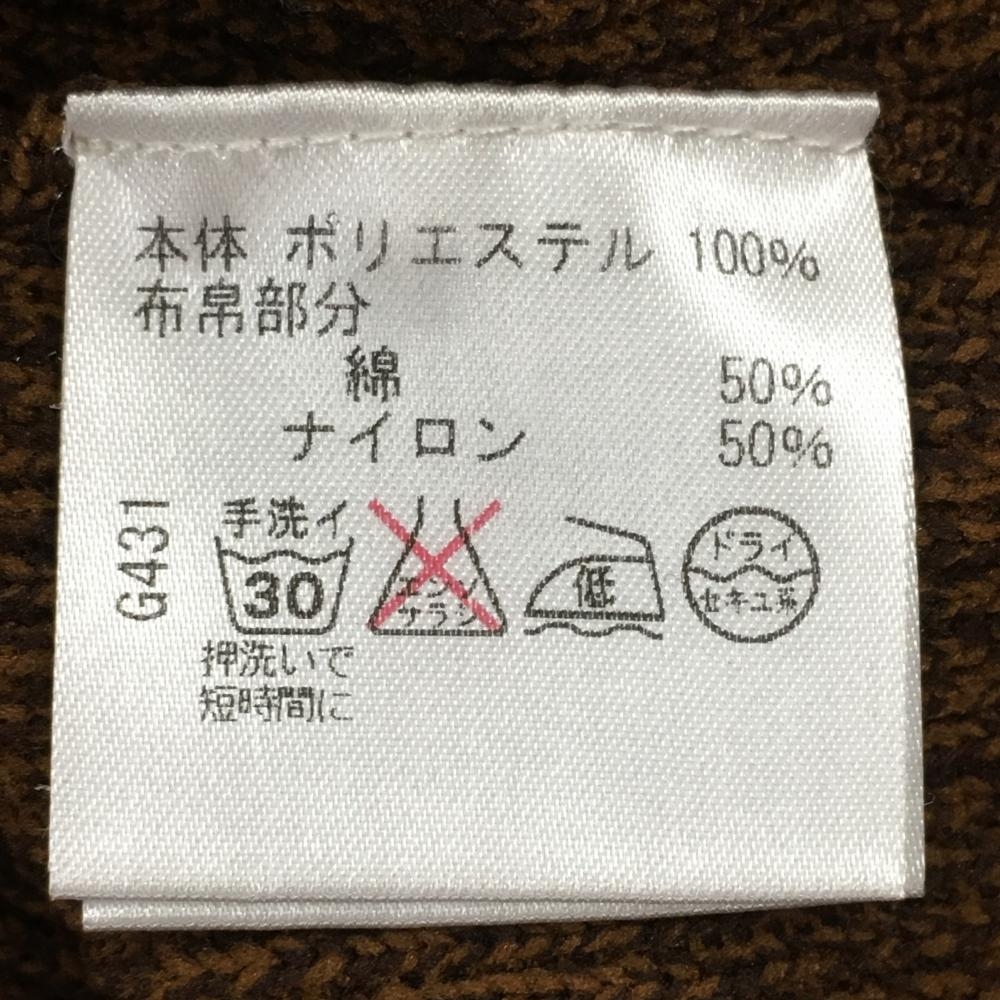 本体 ポリエステル 100%
布帛部分
綿 50%
ナイロン 50%
G431
手洗イ
30
エンソ
サラシ
低
ドライ
セキユ系
押洗いで
短時間に